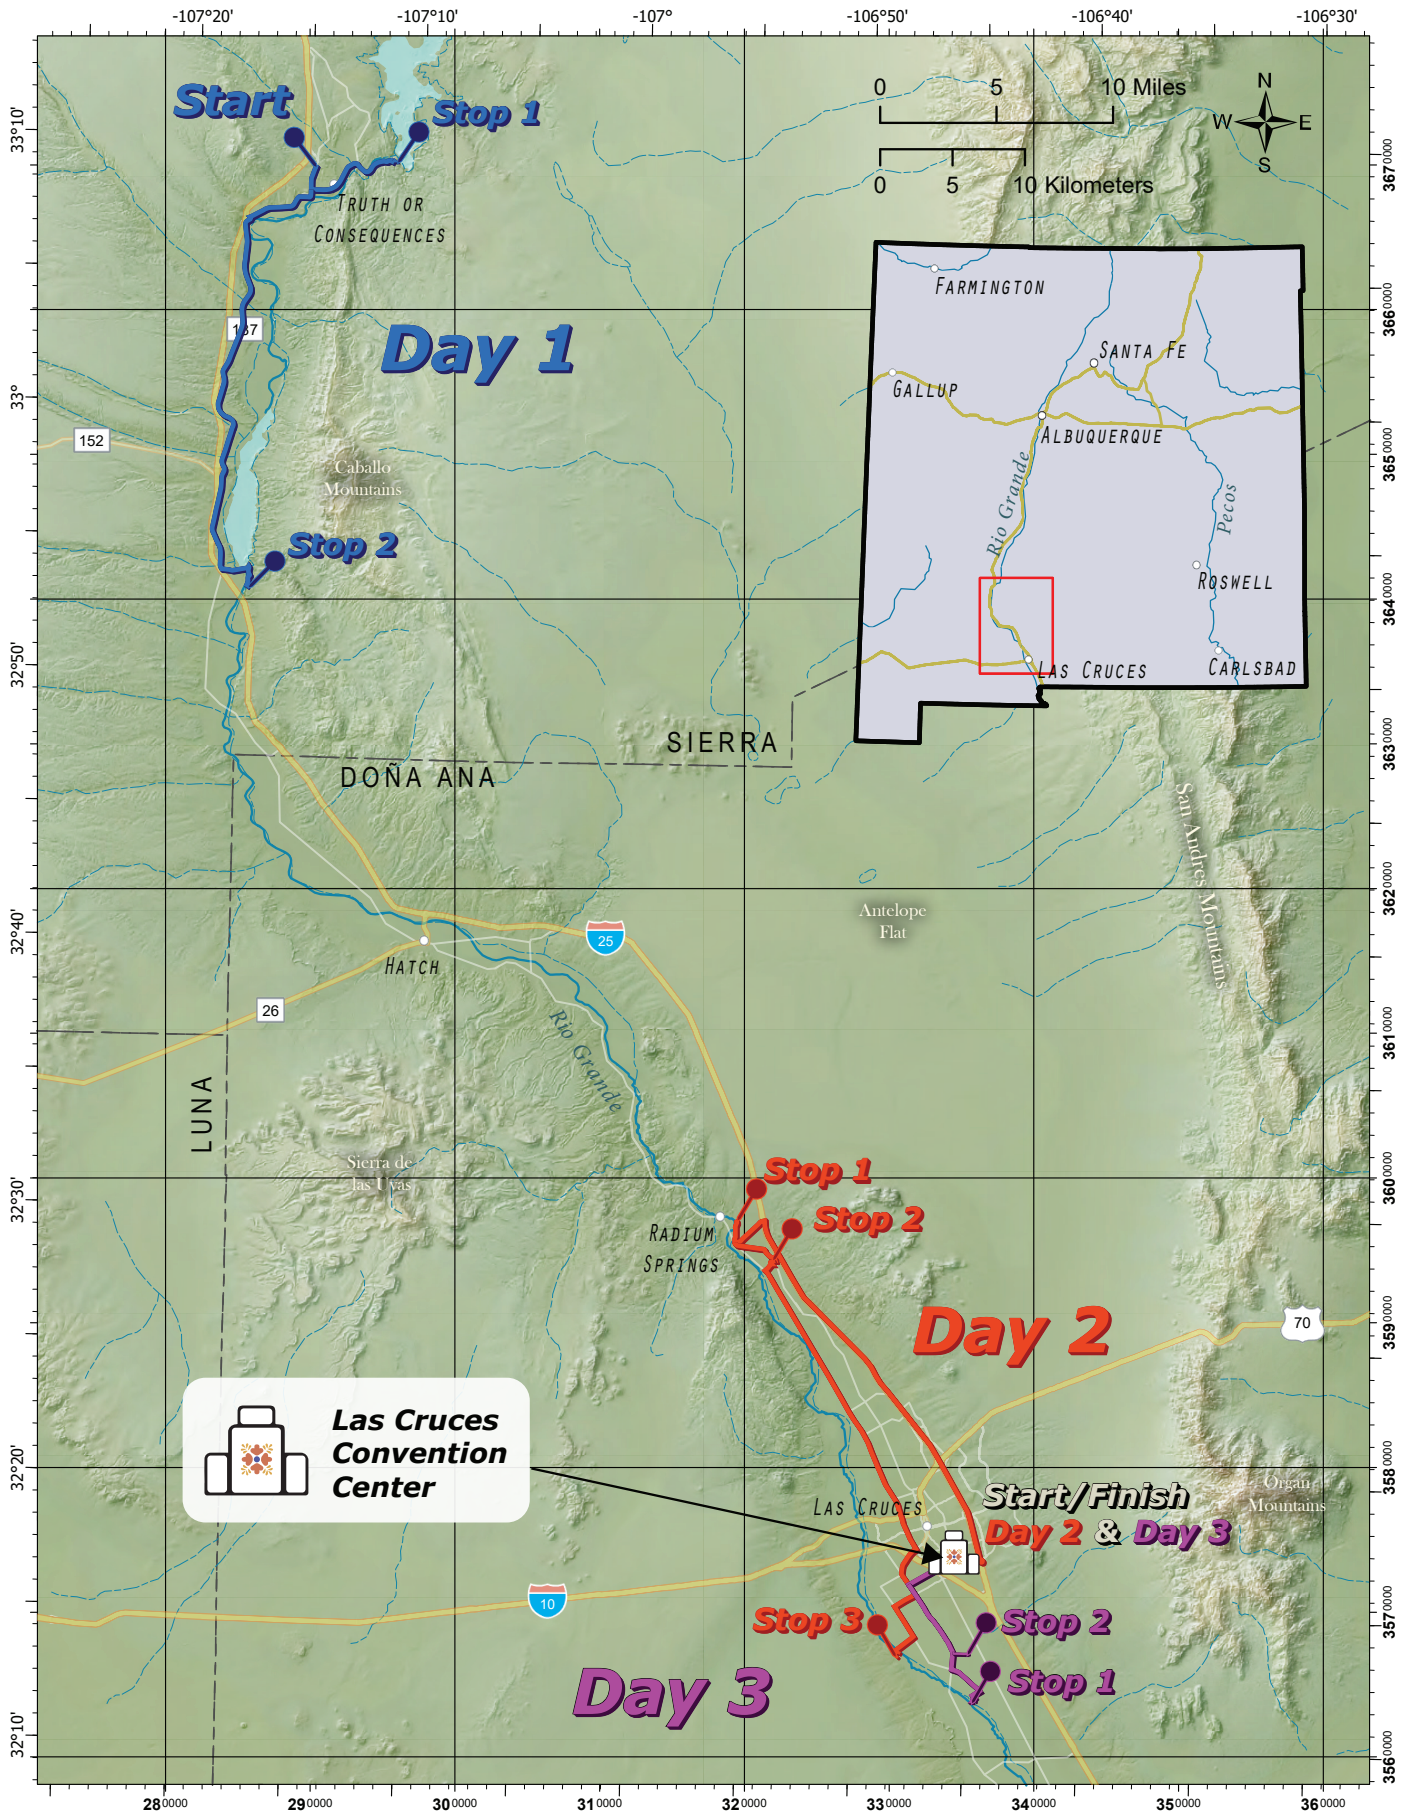 -107°20'
-107°10'
-107°
-106°50'
-106°40'
-106°30'
33°10'
33°
32°50'
32°40'
32°30'
32°20'
32°10'
Start
Stop 1
TRUTH OR
CONSEQUENCES
0 5 10 Miles
0 5 10 Kilometers
N
W E
S
187
Day 1
152
Caballo
Mountains
Stop 2
FARMINGTON
SANTA FE
GALLUP
ALBUQUERQUE
Rio Grande
Pecos
ROSWELL
LAS CRUCES
CARLSBAD
SIERRA
DOÑA ANA
San Andres Mountains
Antelope
Flat
25
HATCH
26
Rio Grande
LUNA
Sierra de
las Uvas
Stop 1
Stop 2
RADIUM
SPRINGS
Day 2
70
Las Cruces
Convention
Center
LAS CRUCES
Organ
Mountains
Start/Finish
Day 2 & Day 3
10
Stop 3
Stop 2
Stop 1
Day 3
3670000
3660000
3650000
3640000
3630000
3620000
3610000
3600000
3590000
3580000
3570000
3560000
280000
290000
300000
310000
320000
330000
340000
350000
360000